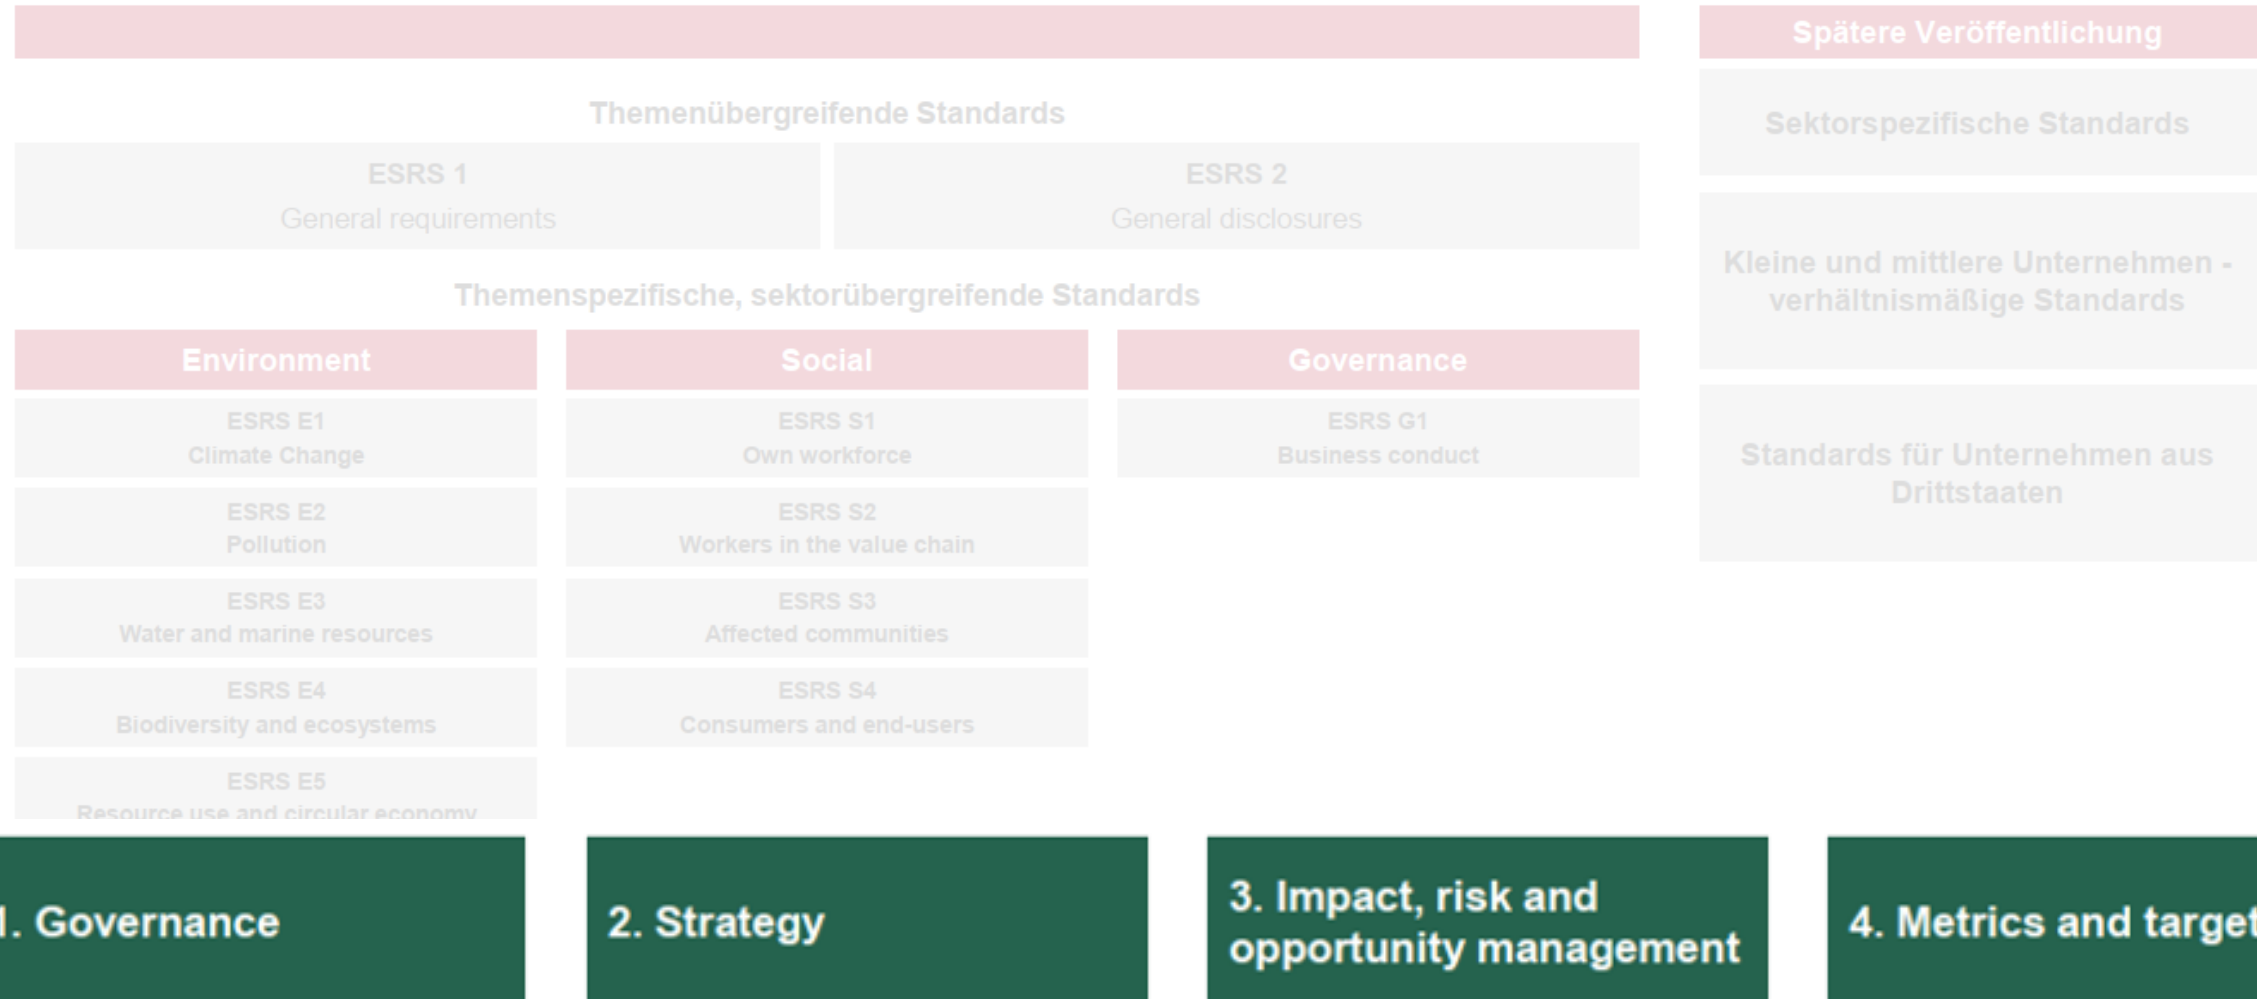 Spätere Veröffentlichung
Themenübergreifende Standards
ESRS 1
General requirements
ESRS 2
General disclosures
Sektorspezifische Standards
Kleine und mittlere Unternehmen -
verhältnismäßige Standards
Standards für Unternehmen aus
Drittstaaten
Themenspezifische, sektorübergreifende Standards
Environment
ESRS E1
Climate Change
ESRS E2
Pollution
ESRS E3
Water and marine resources
ESRS E4
Biodiversity and ecosystems
ESRS E5
Resource use and circular economy
Social
ESRS S1
Own workforce
ESRS S2
Workers in the value chain
ESRS S3
Affected communities
ESRS S4
Consumers and end-users
Governance
ESRS G1
Business conduct
1. Governance
2. Strategy
3. Impact, risk and
opportunity management
4. Metrics and target